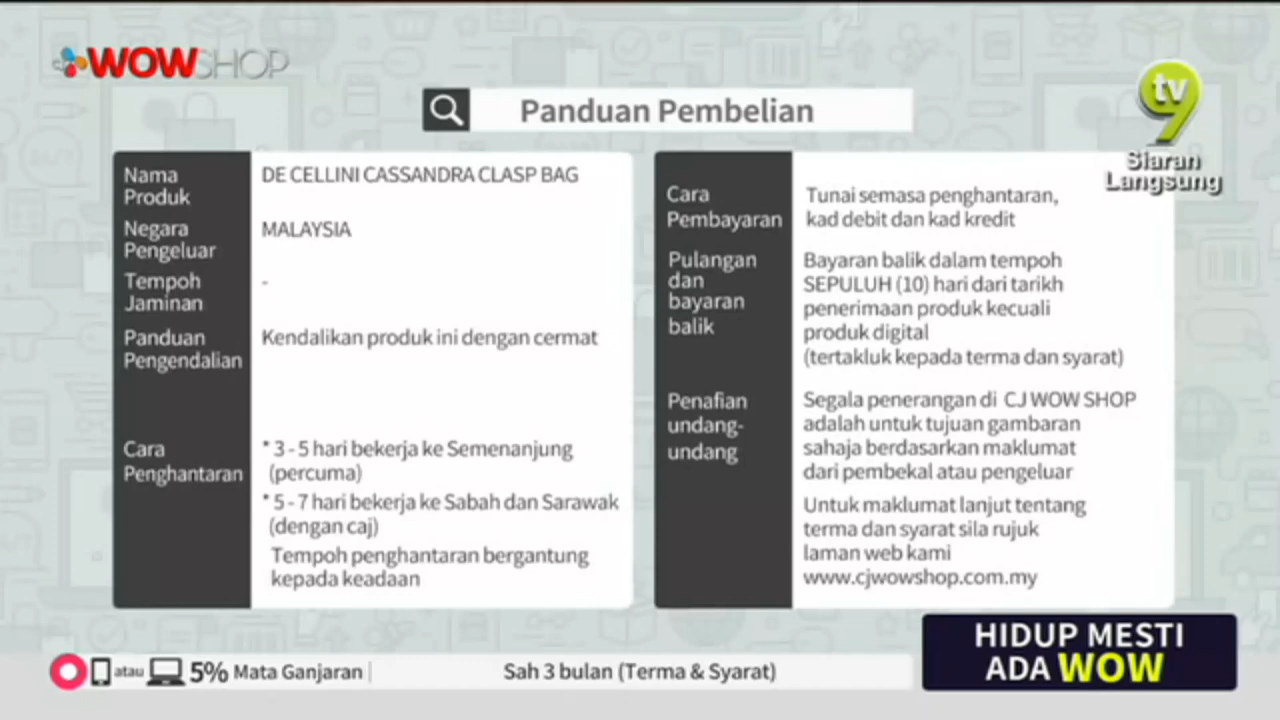 WOWSHOP
Panduan Pembelian
tv9
Siaran
Langsung
Nama
Produk
DE CELLINI CASSANDRA CLASP BAG
Negara
Pengeluar
MALAYSIA
Tempoh
Jaminan
-
Panduan
Pengendalian
Kendalikan produk ini dengan cermat
Cara
Penghantaran
* 3 - 5 hari bekerja ke Semenanjung
(percuma)
* 5 - 7 hari bekerja ke Sabah dan Sarawak
(dengan caj)
Tempoh penghantaran bergantung
kepada keadaan
Cara
Pembayaran
Tunai semasa penghantaran,
kad debit dan kad kredit
Pulangan
dan
bayaran
balik
Bayaran balik dalam tempoh
SEPULUH (10) hari dari tarikh
penerimaan produk kecuali
produk digital
(tertakluk kepada terma dan syarat)
Penafian
undang-
undang
Segala penerangan di CJ WOW SHOP
adalah untuk tujuan gambaran
sahaja berdasarkan maklumat
dari pembekal atau pengeluar
Untuk maklumat lanjut tentang
terma dan syarat sila rujuk
laman web kami
www.cjwowshop.com.my
atau 5% Mata Ganjaran
Sah 3 bulan (Terma & Syarat)
HIDUP MESTI
ADA WOW